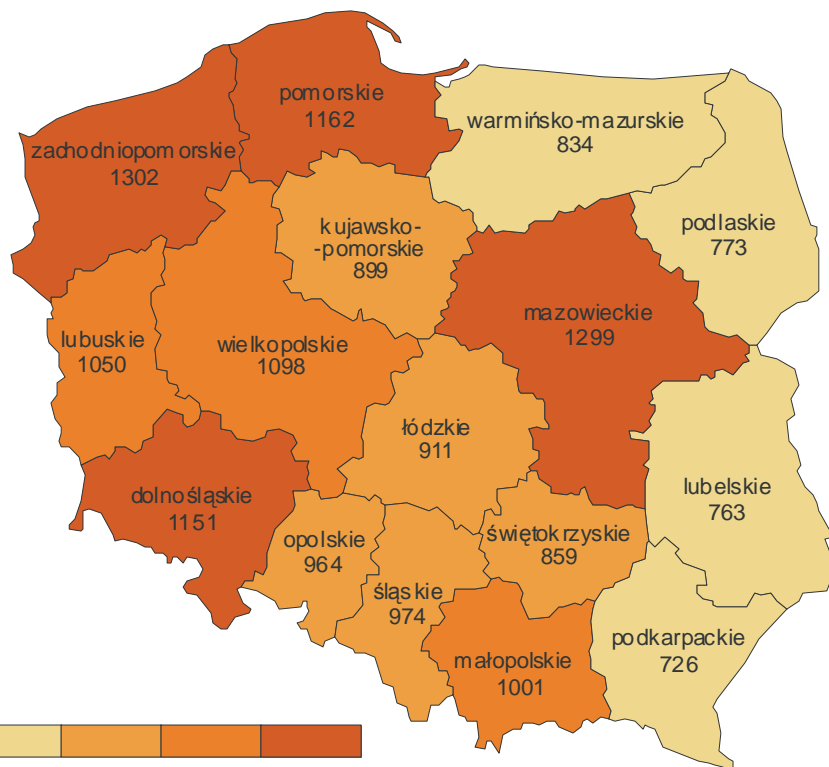 pomorskie
1162
warmińsko-mazurskie
834
zachodniopomorskie
1302
kujawsko-
-pomorskie
899
podlaskie
773
mazowieckie
1299
lubuskie
1050
wielkopolskie
1098
łódzkie
911
dolnośląskie
1151
lubelskie
763
opolskie
964
świętokrzyskie
859
śląskie
974
małopolskie
1001
podkarpackie
726